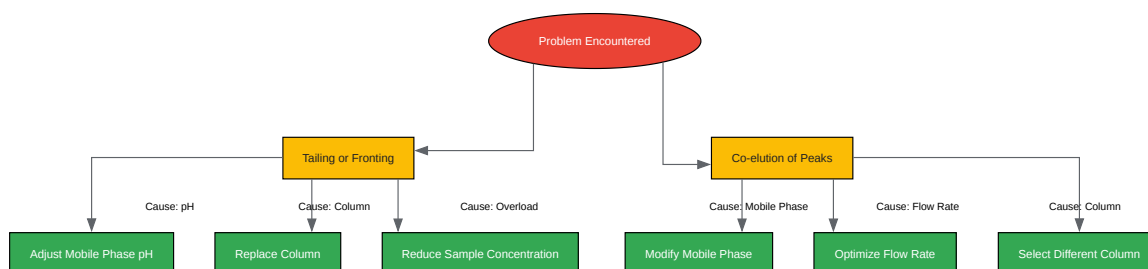 Problem Encountered
Tailing or Fronting
Co-elution of Peaks
Cause: pH
Cause: Column
Cause: Overload
Cause: Mobile Phase
Cause: Flow Rate
Cause: Column
Adjust Mobile Phase pH
Replace Column
Reduce Sample Concentration
Modify Mobile Phase
Optimize Flow Rate
Select Different Column